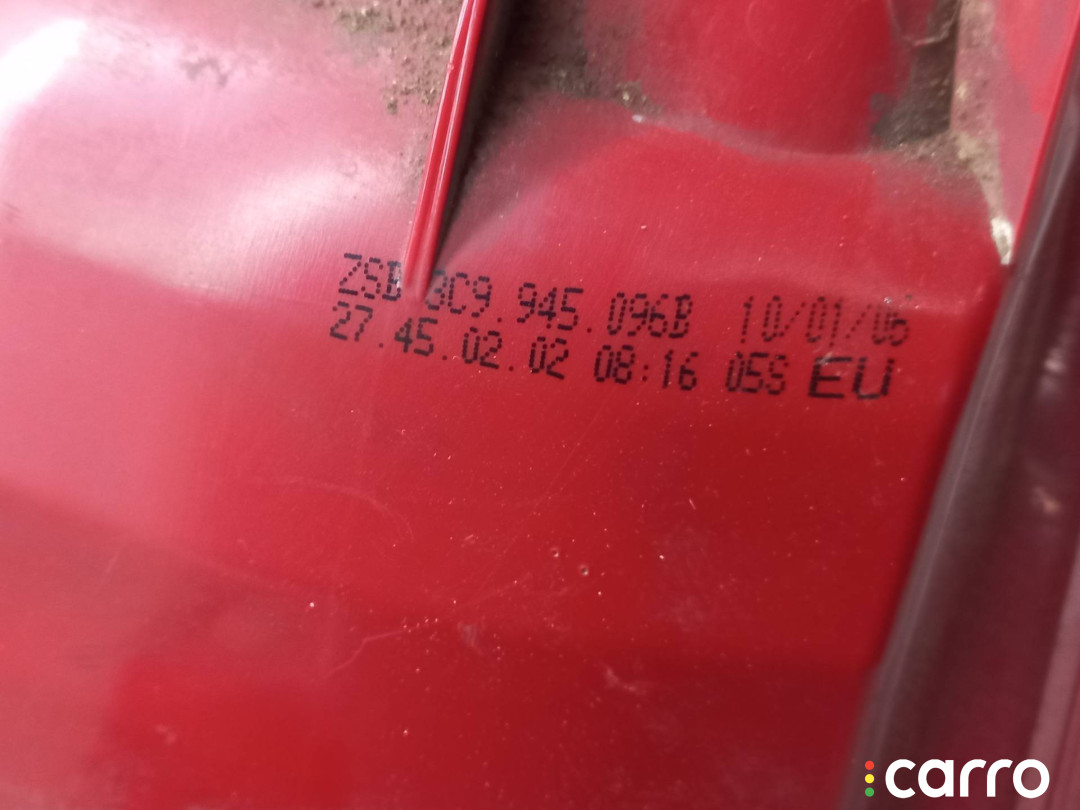 ZSB 3C9.945.096B 10/01/06
27.45.02.02 08:16 05S EU
carro